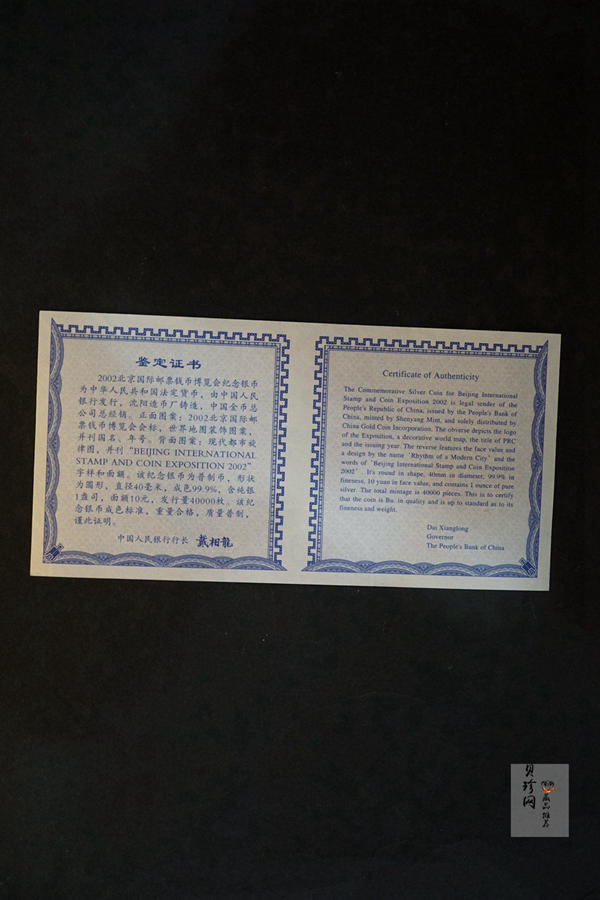 鉴定证书
2002北京国际邮票钱币博览会纪念银币
为中华人民共和国法定货币，由中国人民
银行发行，沈阳造币厂铸造，中国金币总
公司总经销。正面图案：2002北京国际邮
票钱币博览会会标，世界地图装饰图案，
并刊国名、年号。背面图案：现代都市旋
律图，并刊“BEIJING INTERNATIONAL
STAMP AND COIN EXPOSITION 2002”
字样和面额。该纪念银币为普制币，形状
为圆形，直径40毫米，成色99.9%，含纯银
1盎司，面额10元，发行量40000枚。该纪
念银币成色标准，重量合格，质量普制，
谨此证明。
中国人民银行行长 戴相龍
Certificate of Authenticity
The Commemorative Silver Coin for Beijing International
Stamp and Coin Exposition 2002 is legal tender of the
People's Republic of China, issued by the People's Bank of
China, minted by Shenyang Mint, and solely distributed by
China Gold Coin Incorporation. The obverse depicts the logo
of the Exposition, a decorative world map, the title of PRC
and the issuing year. The reverse features the face value and
a design by the name "Rhythm of a Modern City" and the
words of "Beijing International Stamp and Coin Exposition
2002". It's round in shape, 40mm in diameter, 99.9% in
fineness, 10 yuan in face value, and contains 1 ounce of pure
silver. The total mintage is 40000 pieces. This is to certify
that the coin is Bu. in quality and is up to standard as to its
fineness and weight.
Dai Xianglong
Governor
The People's Bank of China
贝珍网
藏品推荐